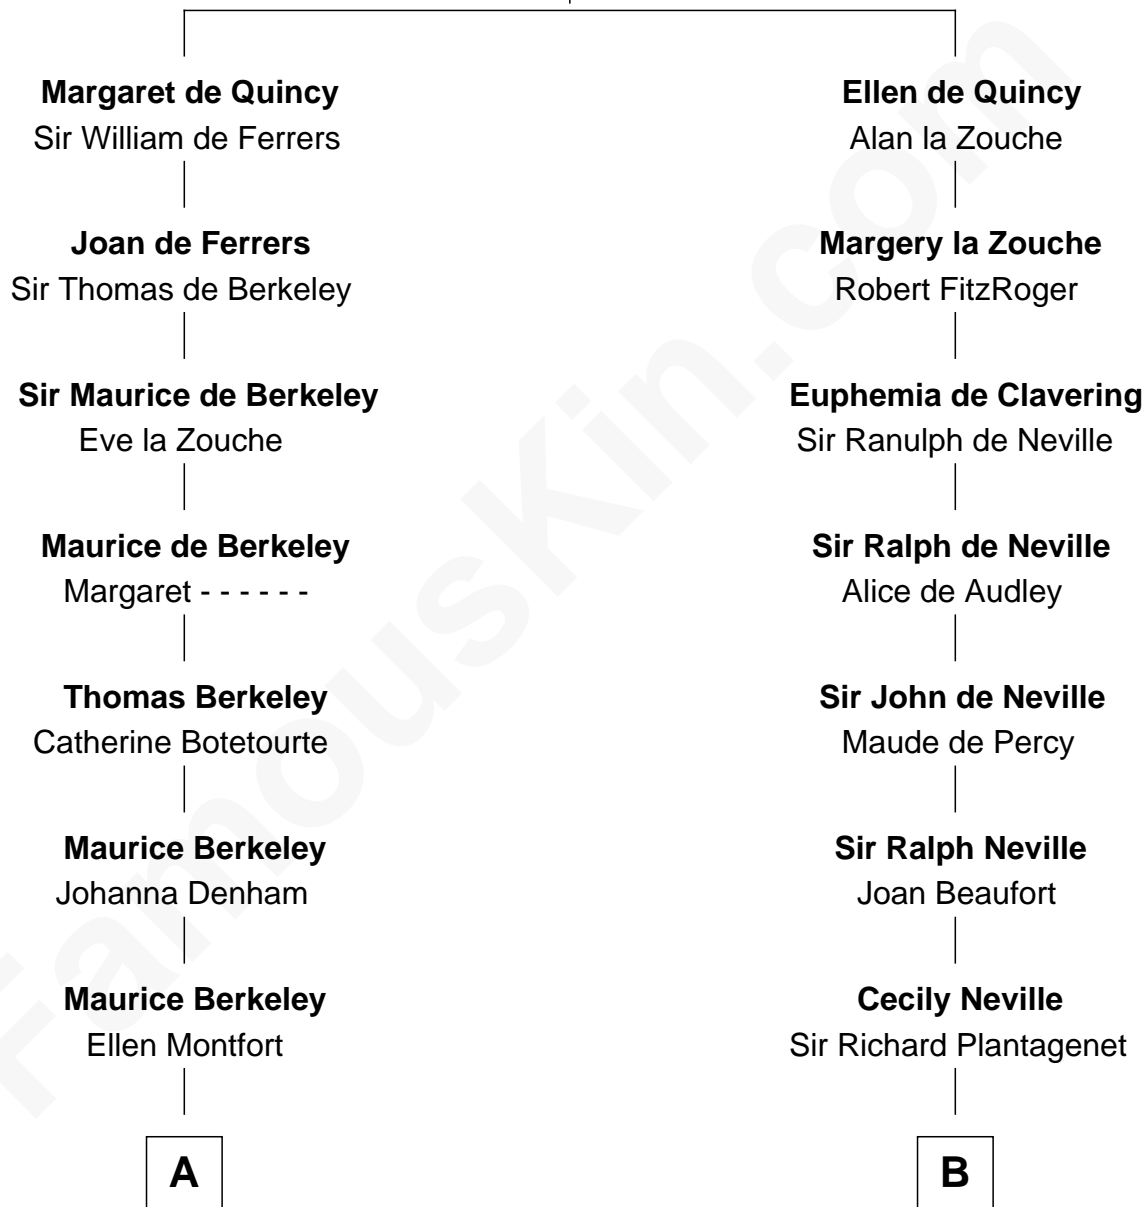 Margaret de Quincy
Sir William de Ferrers
Joan de Ferrers
Sir Thomas de Berkeley
Sir Maurice de Berkeley
Eve la Zouche
Maurice de Berkeley
Margaret - - - - - -
Thomas Berkeley
Catherine Botetourte
Maurice Berkeley
Johanna Denham
Maurice Berkeley
Ellen Montfort
A
Ellen de Quincy
Alan la Zouche
Margery la Zouche
Robert FitzRoger
Euphemia de Clavering
Sir Ranulph de Neville
Sir Ralph de Neville
Alice de Audley
Sir John de Neville
Maude de Percy
Sir Ralph Neville
Joan Beaufort
Cecily Neville
Sir Richard Plantagenet
B
FamousKin.com